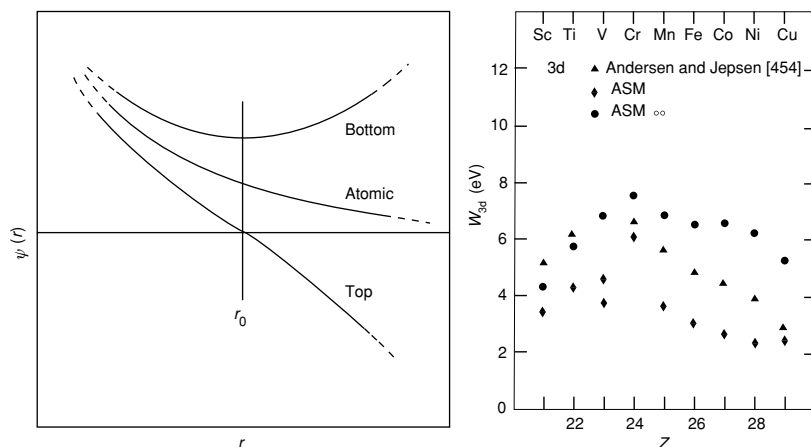 Bottom
Atomic
Top
r₀
ψ (r)
r
Sc Ti V Cr Mn Fe Co Ni Cu
3d ▲ Andersen and Jepsen [454]
♦ ASM
● ASM ∞
12
10
8
6
4
2
0
W₃d (eV)
22 24 26 28
Z